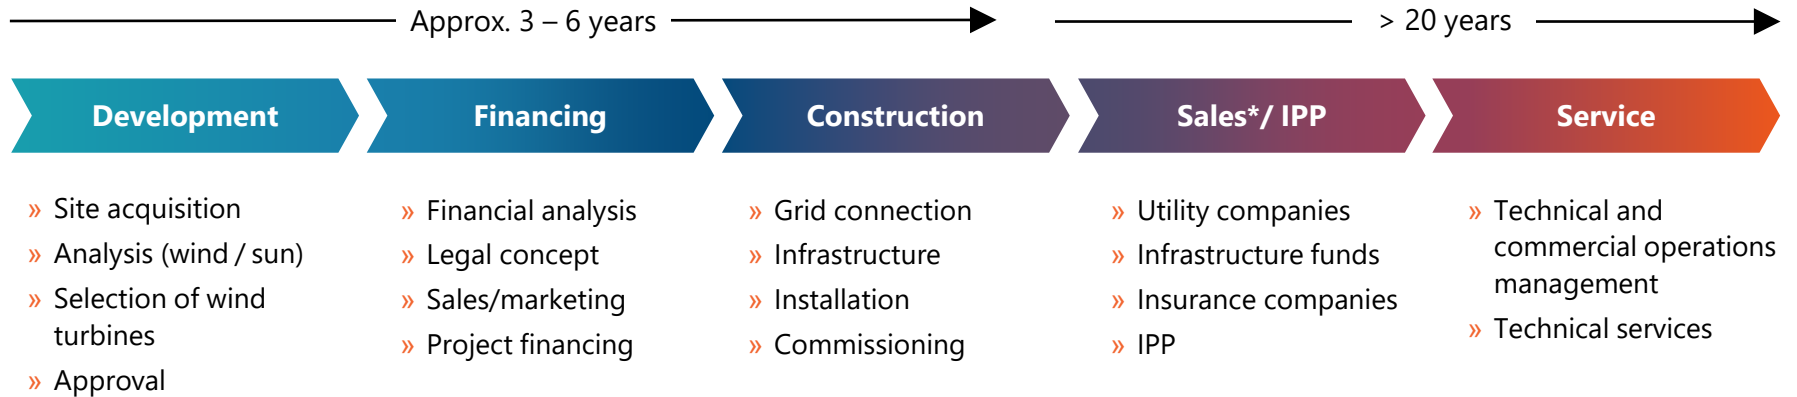 Approx. 3 – 6 years
> 20 years
Development
Financing
Construction
Sales*/ IPP
Service
» Site acquisition
» Analysis (wind / sun)
» Selection of wind
turbines
» Approval
» Financial analysis
» Legal concept
» Sales/marketing
» Project financing
» Grid connection
» Infrastructure
» Installation
» Commissioning
» Utility companies
» Infrastructure funds
» Insurance companies
» IPP
» Technical and
commercial operations
management
» Technical services